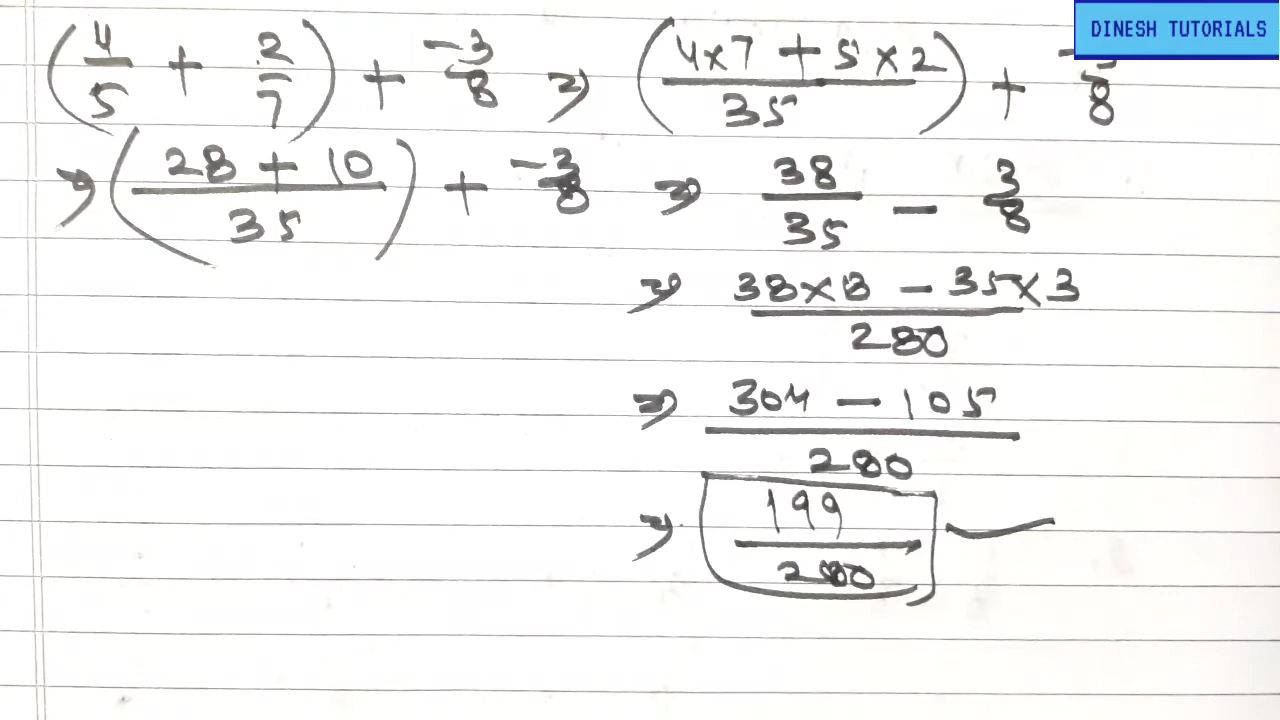 DINESH TUTORIALS
(4/5 + 2/7) + -3/8 ⇒ ((4×7 + 5×2)/35) + -3/8
⇒ ((28 + 10)/35) + -3/8 ⇒ 38/35 - 3/8
⇒ (38×8 - 35×3)/280
⇒ (304 - 105)/280
⇒ 199/280